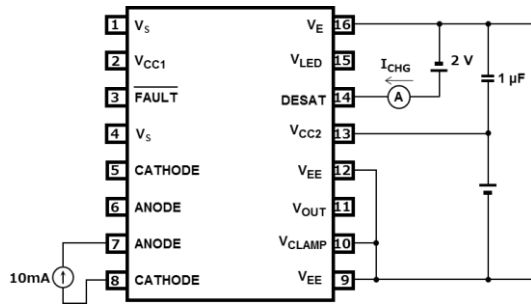 1 VS
2 VCC1
3 FAULT
4 VS
5 CATHODE
6 ANODE
7 ANODE
8 CATHODE
10mA
VE 16
VLED 15
DESAT 14
VCC2 13
VEE 12
VOUT 11
VCLAMP 10
VEE 9
ICHG
A
2 V
1 µF